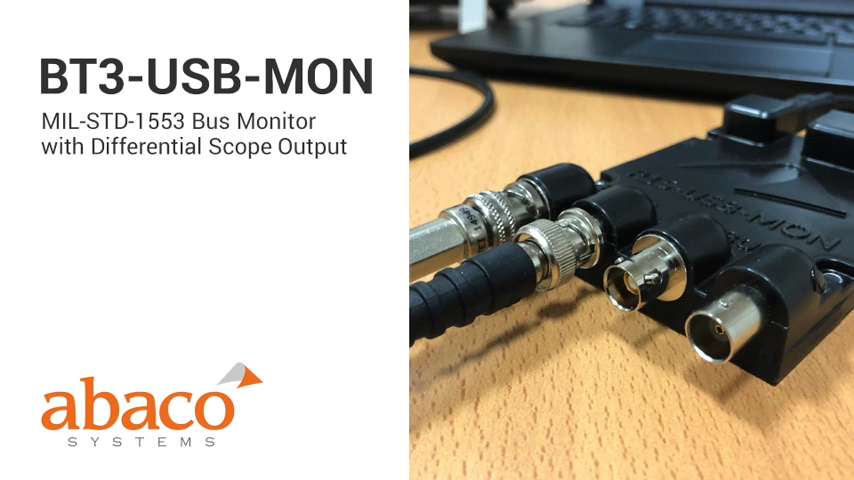 BT3-USB-MON
MIL-STD-1553 Bus Monitor
with Differential Scope Output
abaco
SYSTEMS
BT3-USB-MON